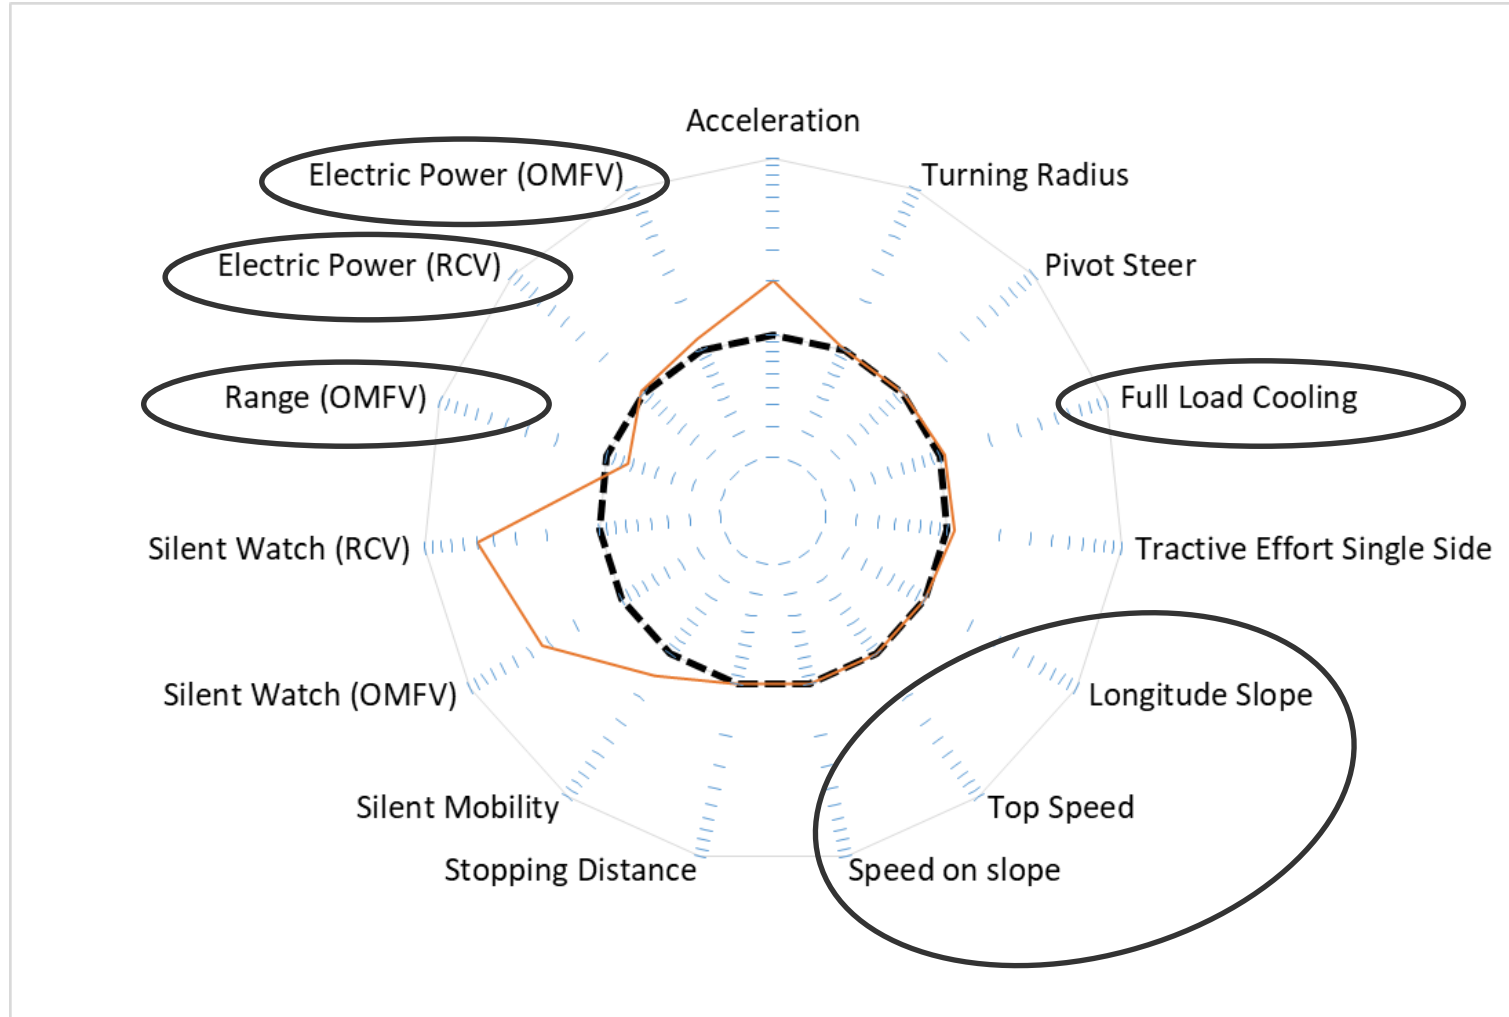 Acceleration
Electric Power (OMFV)
Turning Radius
Electric Power (RCV)
Pivot Steer
Range (OMFV)
Full Load Cooling
Silent Watch (RCV)
Tractive Effort Single Side
Silent Watch (OMFV)
Longitude Slope
Silent Mobility
Top Speed
Stopping Distance
Speed on slope